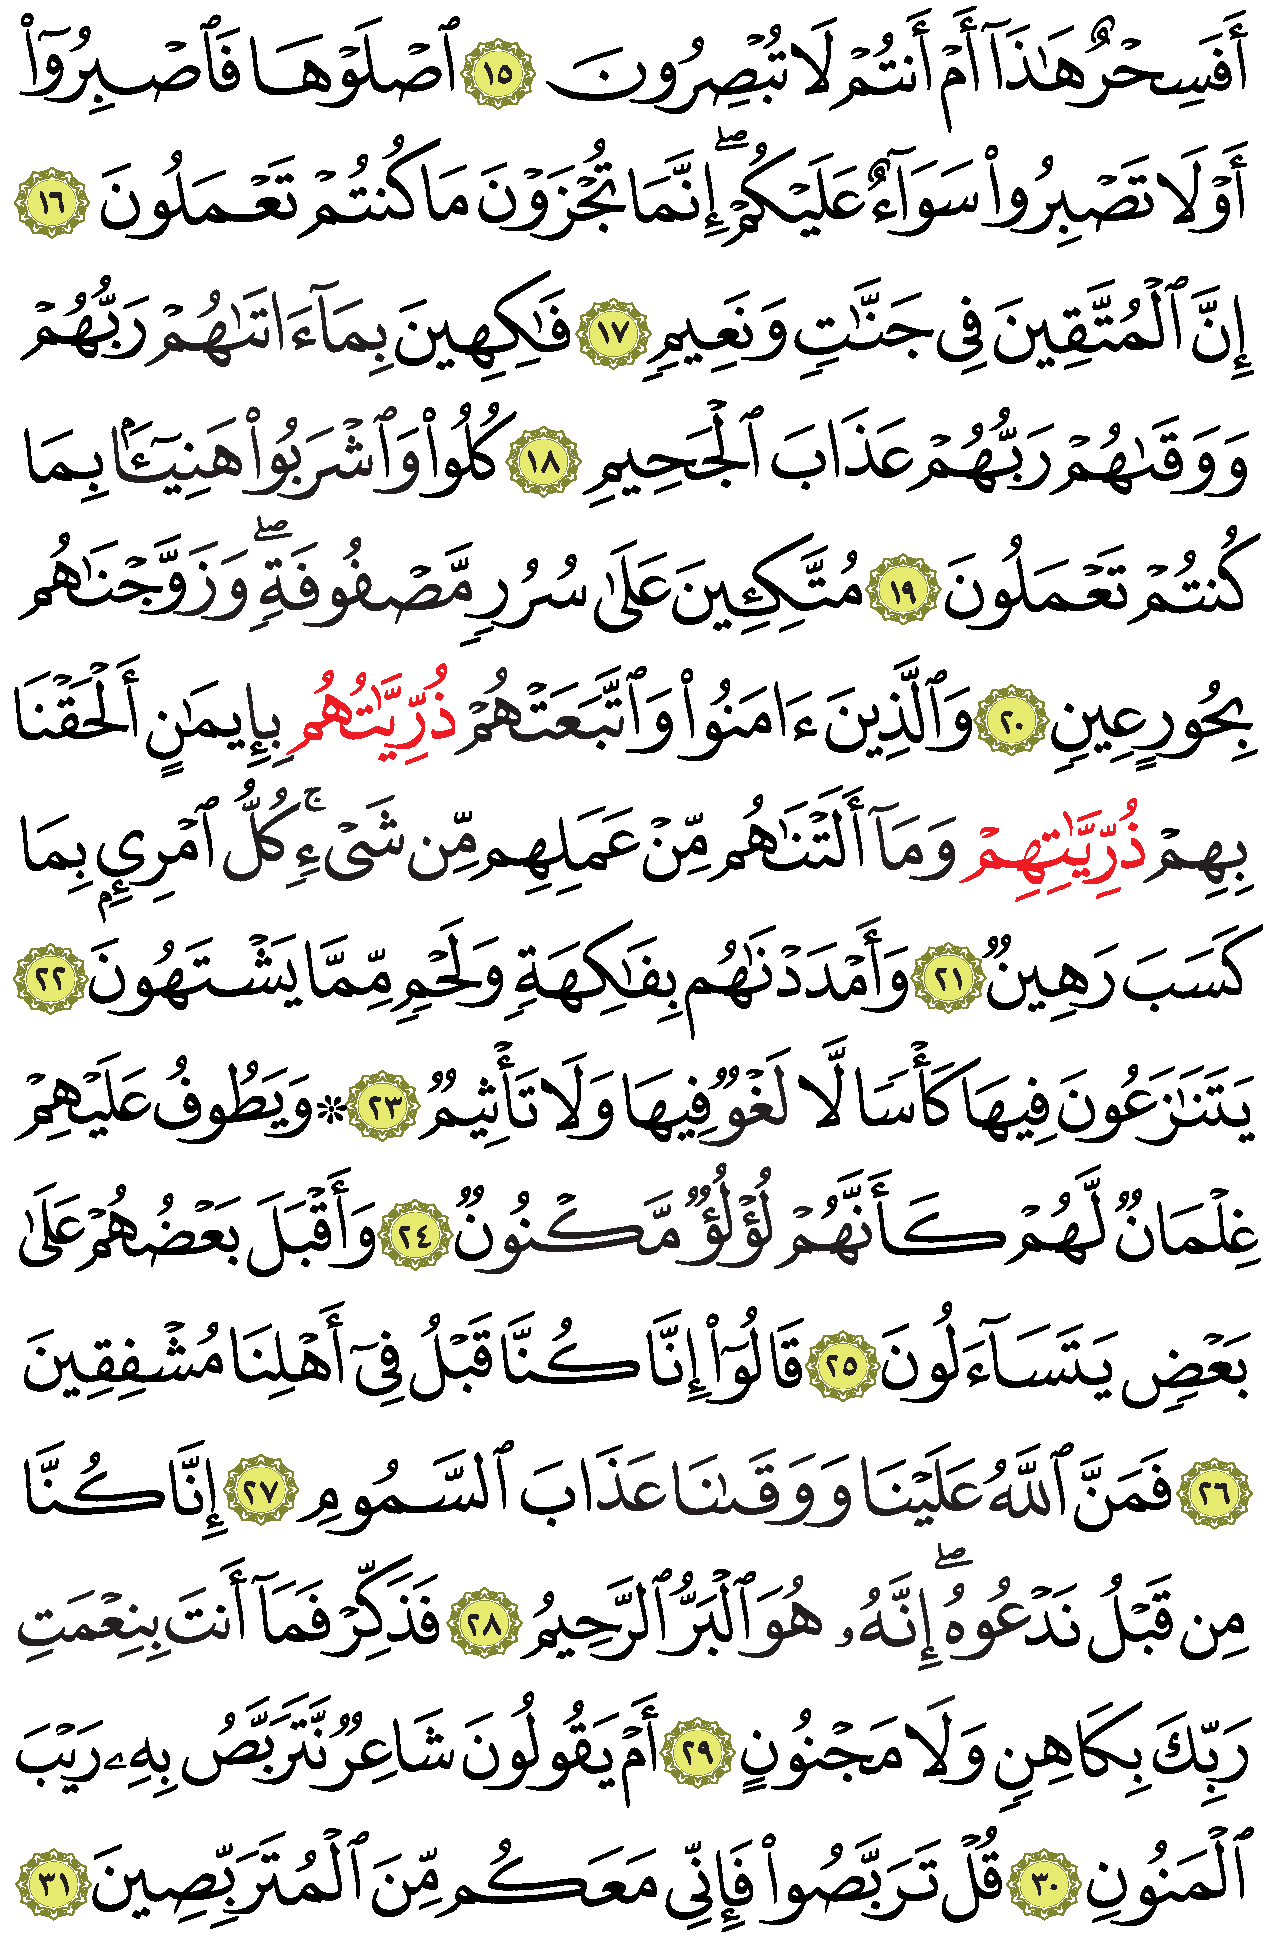 أَفَسِحْرٌ هَٰذَآ أَمْ أَنتُمْ لَا تُبْصِرُونَ ١٥ ٱصْلَوْهَا فَٱصْبِرُوٓا۟
أَوْ لَا تَصْبِرُوا۟ سَوَآءٌ عَلَيْكُمْ ۖ إِنَّمَا تُجْزَوْنَ مَا كُنتُمْ تَعْمَلُونَ ١٦
إِنَّ ٱلْمُتَّقِينَ فِى جَنَّٰتٍ وَنَعِيمٍ ١٧ فَٰكِهِينَ بِمَآ ءَاتَىٰهُمْ رَبُّهُمْ
وَوَقَىٰهُمْ رَبُّهُمْ عَذَابَ ٱلْجَحِيمِ ١٨ كُلُوا۟ وَٱشْرَبُوا۟ هَنِيٓـَٔۢا بِمَا
كُنتُمْ تَعْمَلُونَ ١٩ مُتَّكِـِٔينَ عَلَىٰ سُرُرٍ مَّصْفُوفَةٍ ۖ وَزَوَّجْنَٰهُم
بِحُورٍ عِينٍ ٢٠ وَٱلَّذِينَ ءَامَنُوا۟ وَٱتَّبَعَتْهُمْ ذُرِّيَّٰتُهُم بِإِيمَٰنٍ أَلْحَقْنَا
بِهِمْ ذُرِّيَّٰتِهِمْ وَمَآ أَلَتْنَٰهُم مِّنْ عَمَلِهِم مِّن شَىْءٍ ۚ كُلُّ ٱمْرِئٍۭ بِمَا
كَسَبَ رَهِينٌ ٢١ وَأَمْدَدْنَٰهُم بِفَٰكِهَةٍ وَلَحْمٍ مِّمَّا يَشْتَهُونَ ٢٢
يَتَنَٰزَعُونَ فِيهَا كَأْسًا لَّا لَغْوٌ فِيهَا وَلَا تَأْثِيمٌ ٢٣ ۞ وَيَطُوفُ عَلَيْهِمْ
غِلْمَانٌ لَّهُمْ كَأَنَّهُمْ لُؤْلُؤٌ مَّكْنُونٌ ٢٤ وَأَقْبَلَ بَعْضُهُمْ عَلَىٰ
بَعْضٍ يَتَسَآءَلُونَ ٢٥ قَالُوٓا۟ إِنَّا كُنَّا قَبْلُ فِىٓ أَهْلِنَا مُشْفِقِينَ
٢٦ فَمَنَّ ٱللَّهُ عَلَيْنَا وَوَقَىٰنَا عَذَابَ ٱلسَّمُومِ ٢٧ إِنَّا كُنَّا
مِن قَبْلُ نَدْعُوهُ ۖ إِنَّهُۥ هُوَ ٱلْبَرُّ ٱلرَّحِيمُ ٢٨ فَذَكِّرْ فَمَآ أَنتَ بِنِعْمَتِ
رَبِّكَ بِكَاهِنٍ وَلَا مَجْنُونٍ ٢٩ أَمْ يَقُولُونَ شَاعِرٌ نَّتَرَبَّصُ بِهِۦ رَيْبَ
ٱلْمَنُونِ ٣٠ قُلْ تَرَبَّصُوا۟ فَإِنِّى مَعَكُم مِّنَ ٱلْمُتَرَبِّصِينَ ٣١